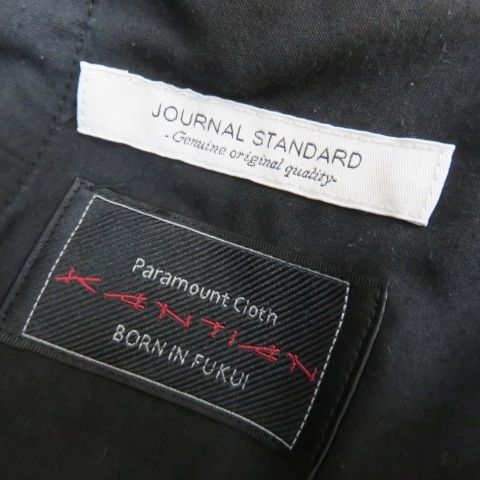 JOURNAL STANDARD
- Genuine original quality-
Paramount Cloth
KANTIAN
BORN iN FUKUI